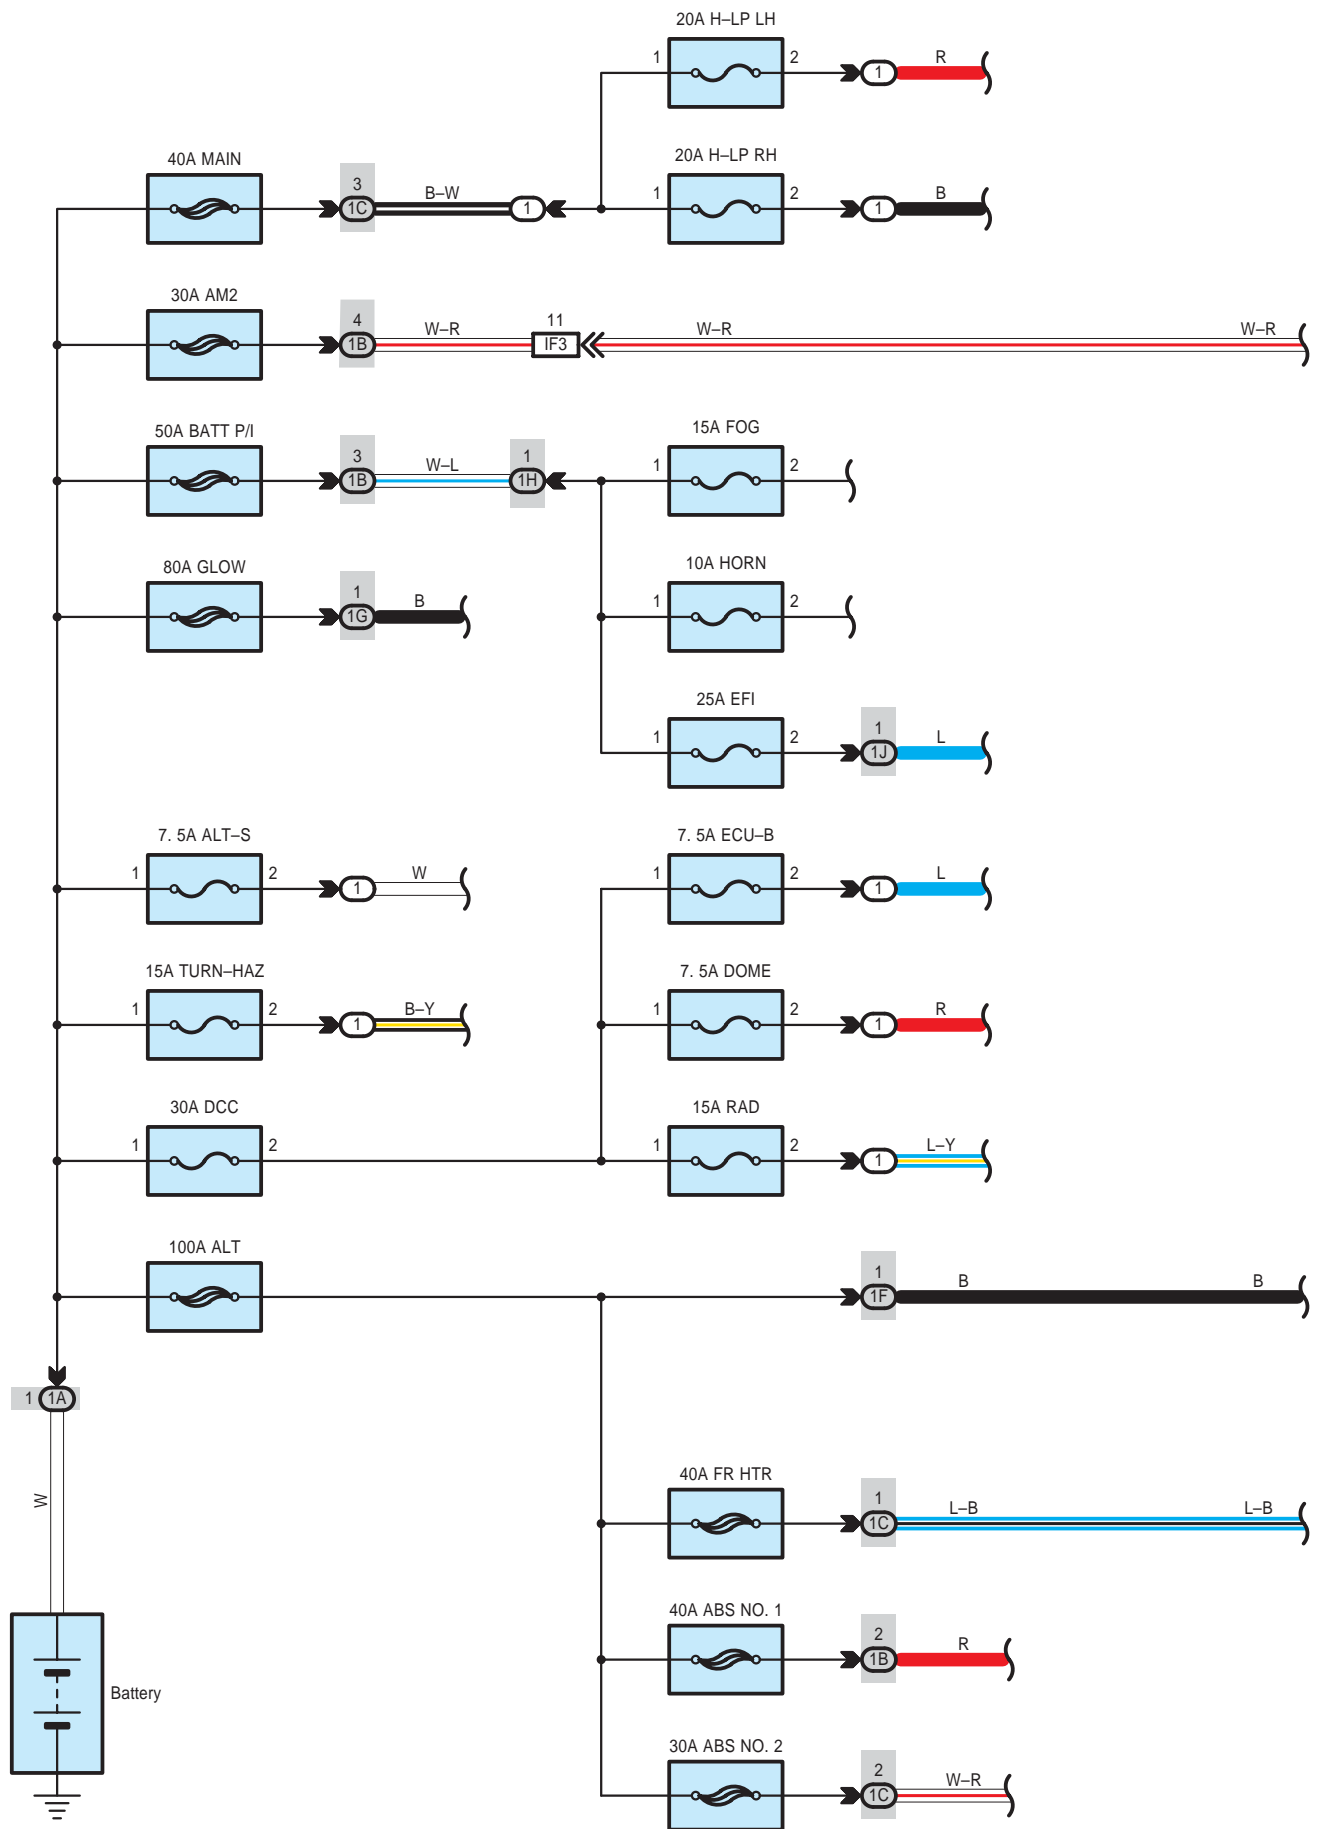 20A H–LP LH
1 2 1 R
40A MAIN 20A H–LP RH
3 1C B–W 1 1 2 1 B
30A AM2
4 1B W–R 11 IF3 W–R W–R
50A BATT P/I 15A FOG
3 1B W–L 1 1H 1 2
80A GLOW 10A HORN
1 1G B 1 2
25A EFI
1 2 1 1J L
7. 5A ALT–S 7. 5A ECU–B
1 2 1 W 1 2 1 L
15A TURN–HAZ 7. 5A DOME
1 2 1 B–Y 1 2 1 R
30A DCC 15A RAD
1 2 1 2 1 L–Y
100A ALT
1 1F B B
1 1A
W
40A FR HTR
1 1C L–B L–B
40A ABS NO. 1
2 1B R
Battery
30A ABS NO. 2
2 1C W–R